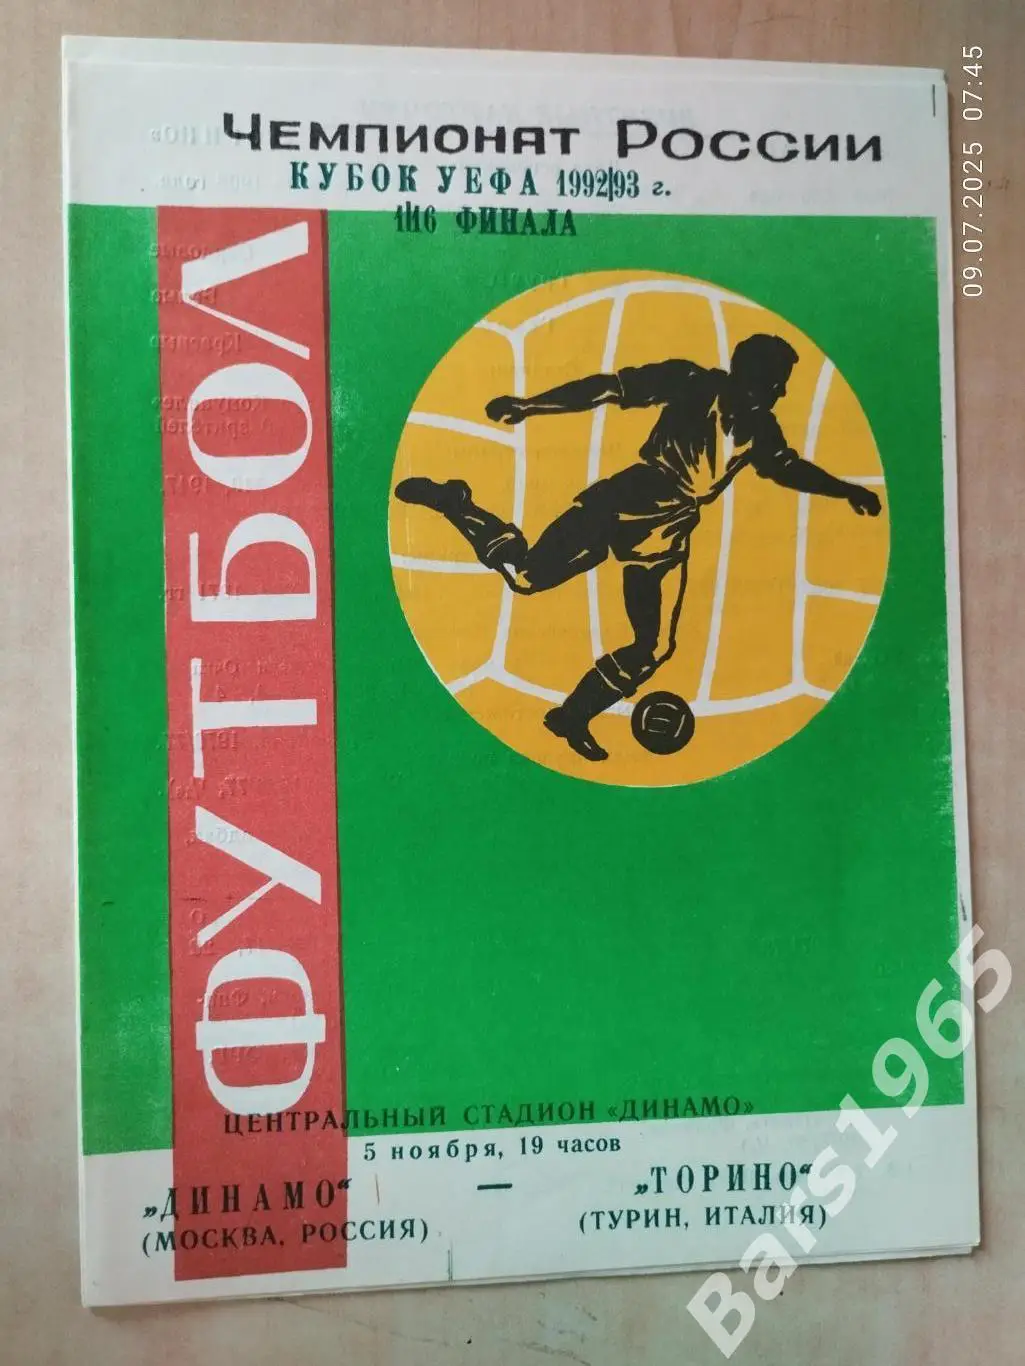 09.07.2025 07:45
Чемпионат России
КУБОК УЕФА 1992|93 г.
1|16 ФИНАЛА
ФУТБОЛ
ЦЕНТРАЛЬНЫЙ СТАДИОН «ДИНАМО»
5 ноября, 19 часов
„ДИНАМО“ — „ТОРИНО“
(МОСКВА, РОССИЯ) (ТУРИН, ИТАЛИЯ)
Bars1965